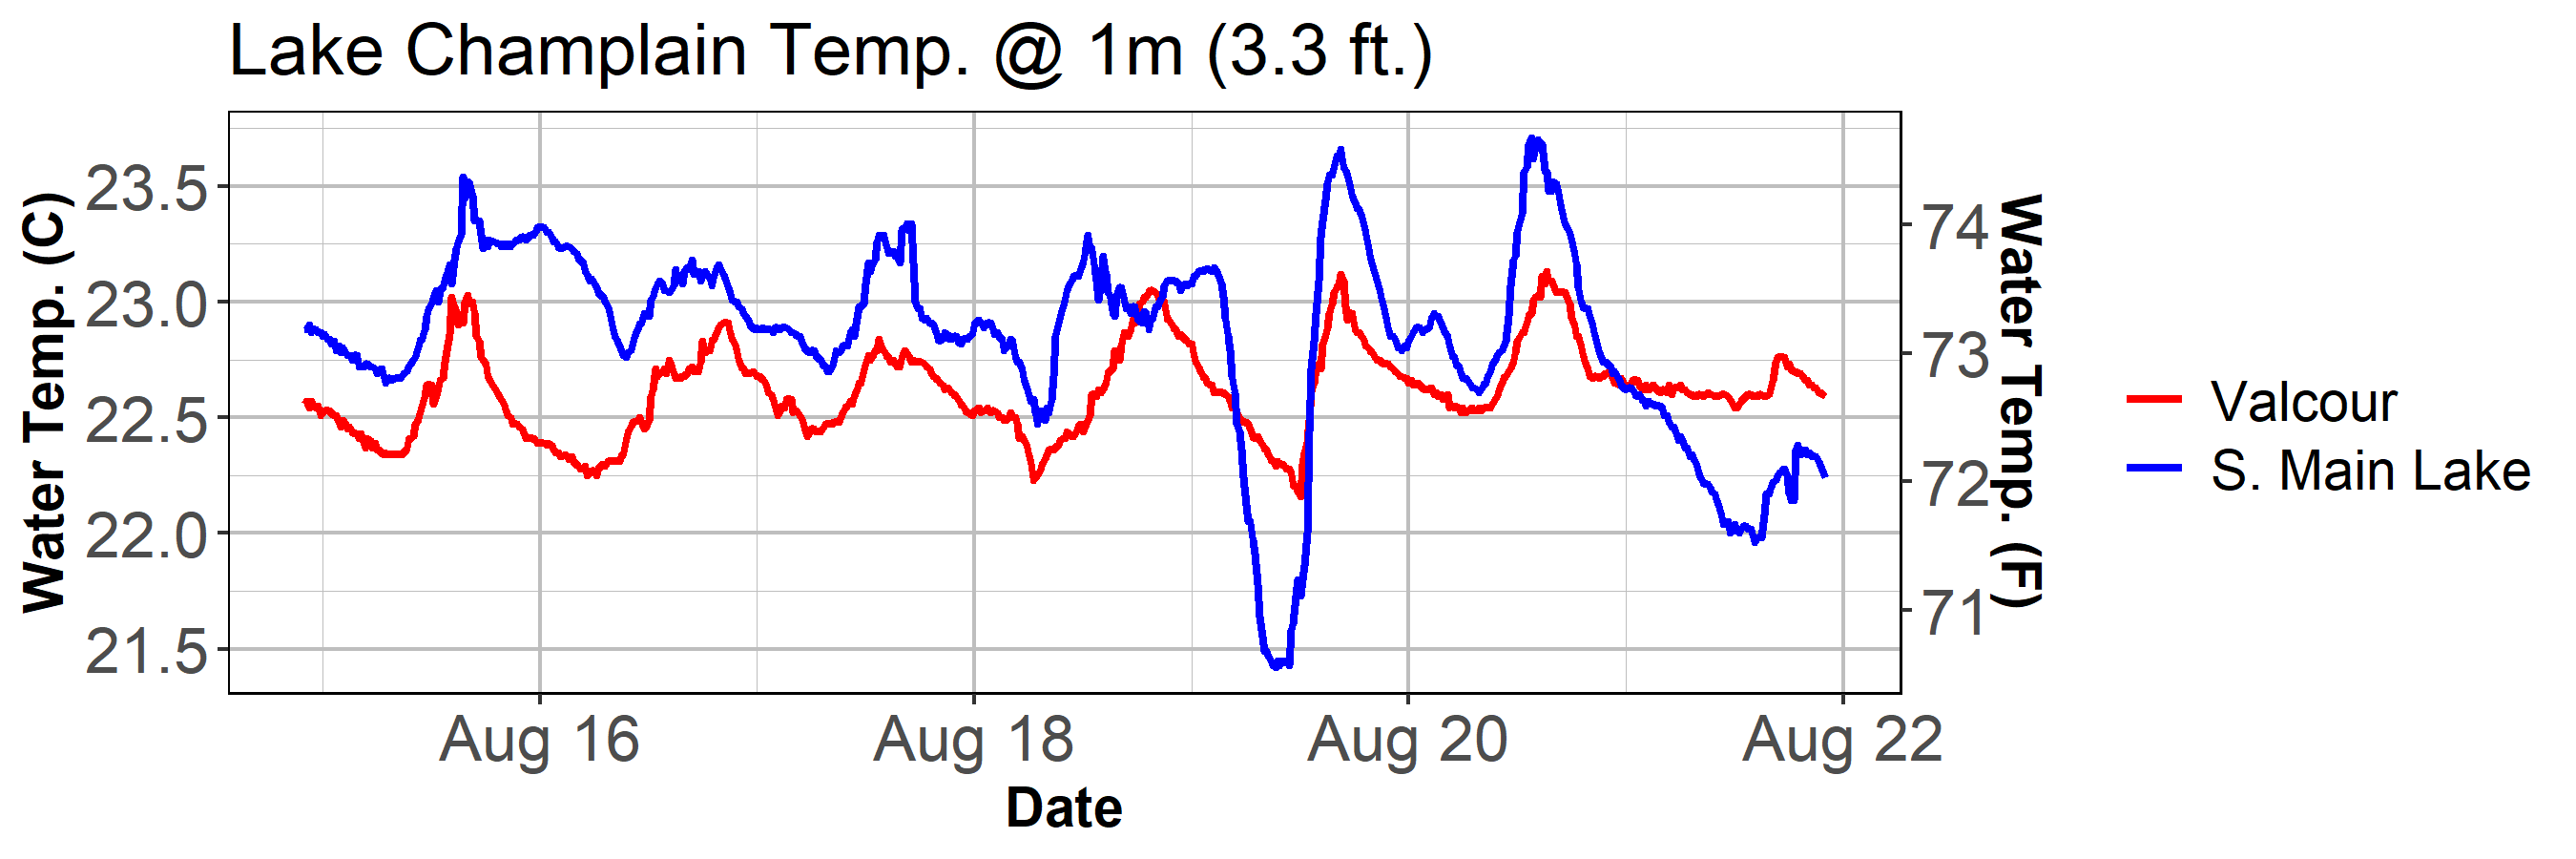 Lake Champlain Temp. @ 1m (3.3 ft.)
Water Temp. (C)
23.5
23.0
22.5
22.0
21.5
74
73
72
71
Water Temp. (F)
Aug 16
Aug 18
Aug 20
Aug 22
Date
Valcour
S. Main Lake